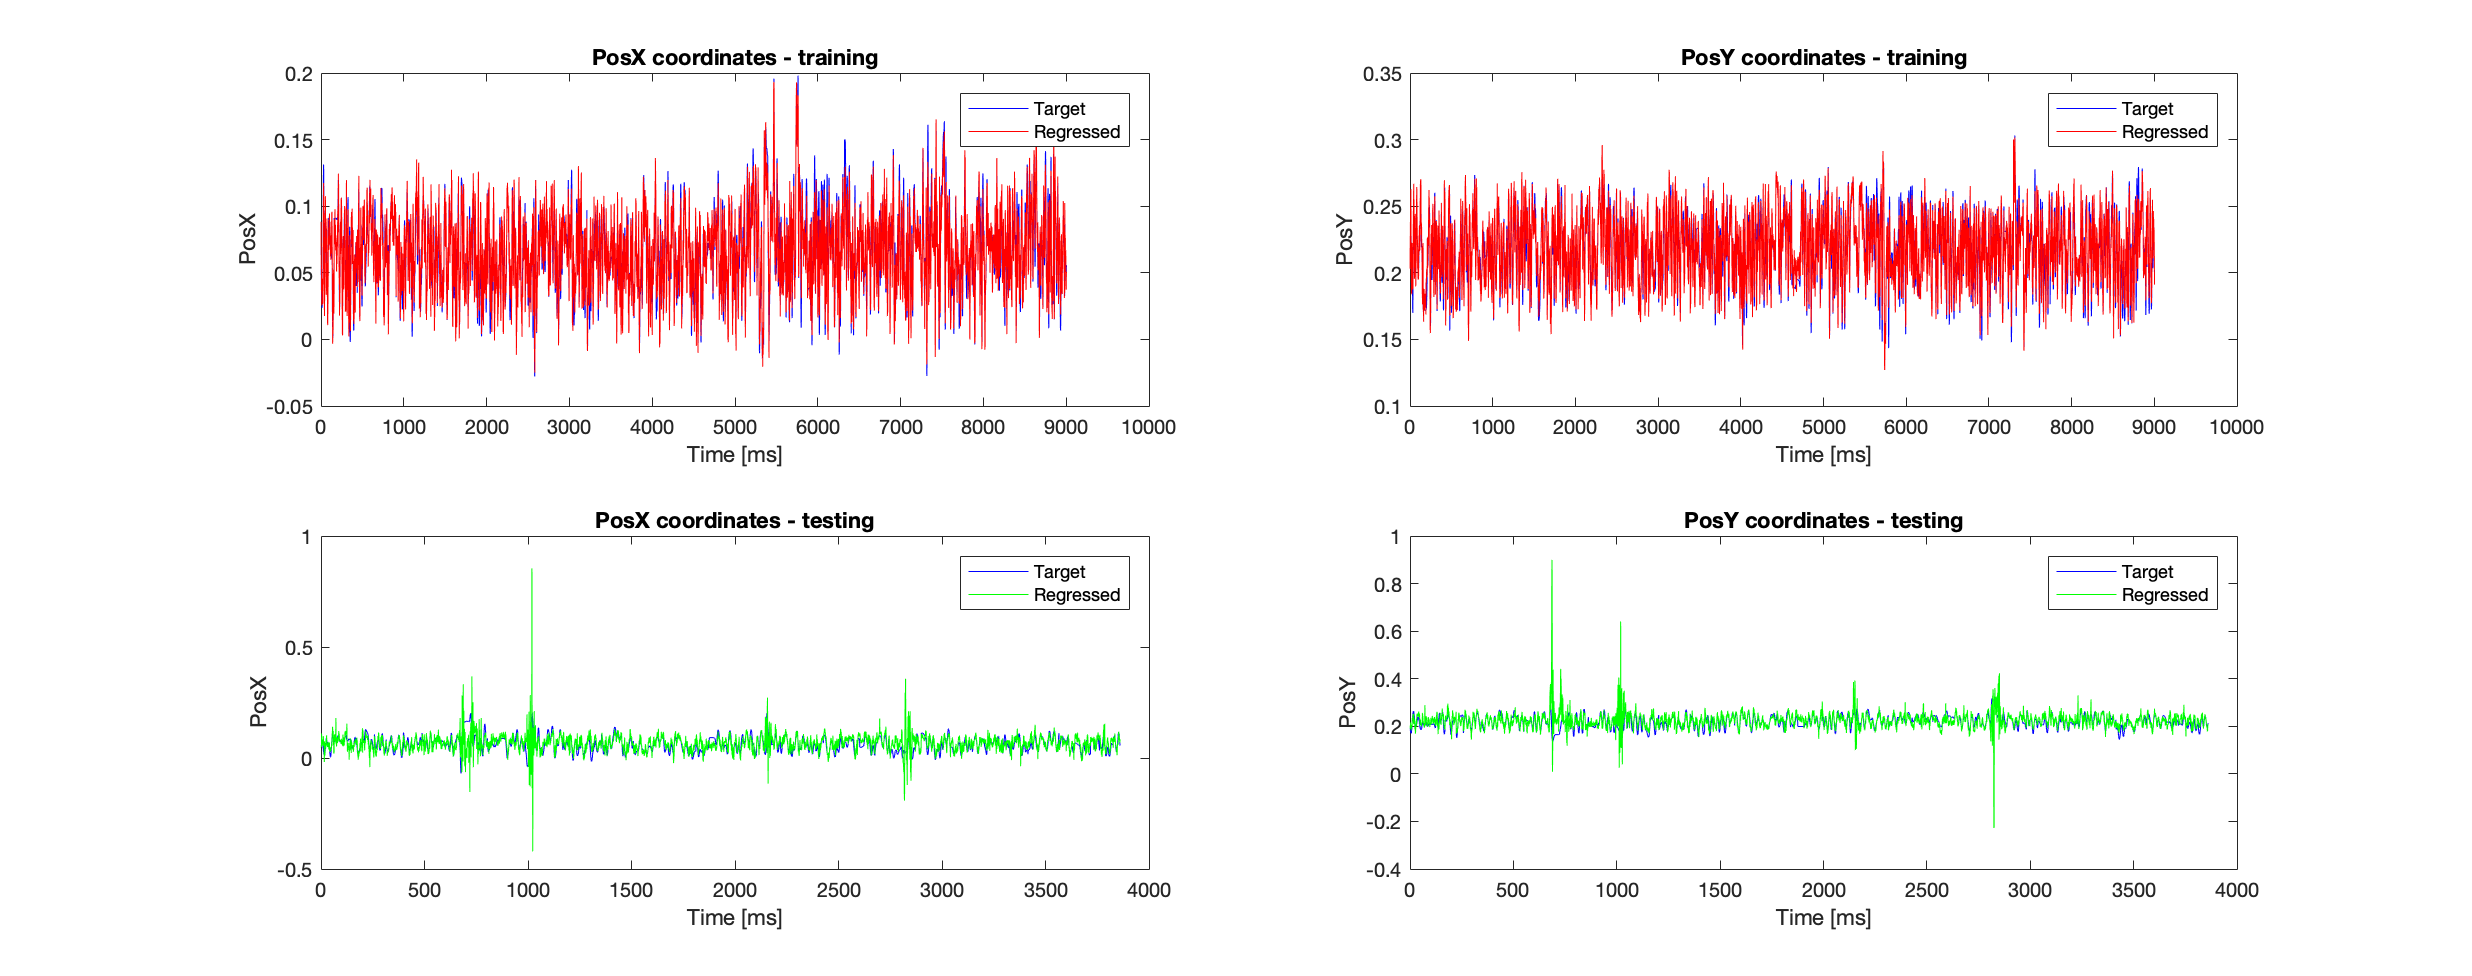 PosX coordinates - training
0.2
0.15
0.1
0.05
0
-0.05
PosX
Target
Regressed
0 1000 2000 3000 4000 5000 6000 7000 8000 9000 10000
Time [ms]
PosY coordinates - training
0.35
0.3
0.25
0.2
0.15
0.1
PosY
Target
Regressed
0 1000 2000 3000 4000 5000 6000 7000 8000 9000 10000
Time [ms]
PosX coordinates - testing
1
0.5
0
-0.5
PosX
Target
Regressed
0 500 1000 1500 2000 2500 3000 3500 4000
Time [ms]
PosY coordinates - testing
1
0.8
0.6
0.4
0.2
0
-0.2
-0.4
PosY
Target
Regressed
0 500 1000 1500 2000 2500 3000 3500 4000
Time [ms]